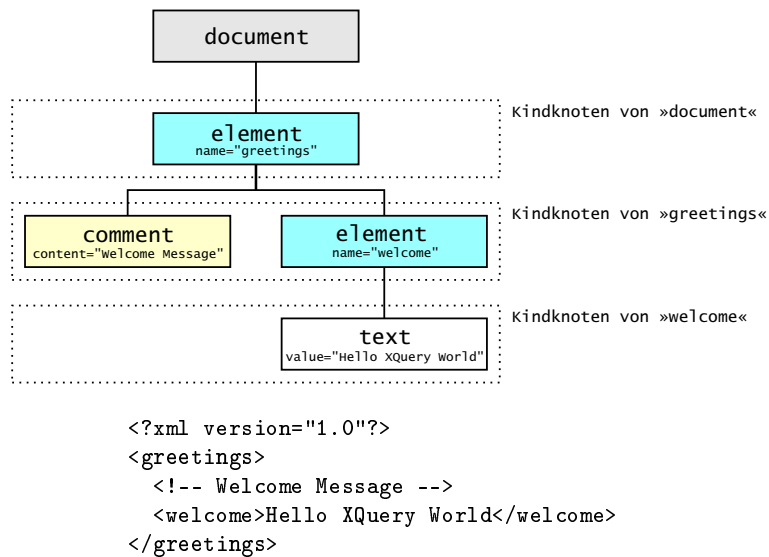 document
Kindknoten von »document«
element
name="greetings"
Kindknoten von »greetings«
comment
content="Welcome Message"
element
name="welcome"
Kindknoten von »welcome«
text
value="Hello XQuery World"
<?xml version="1.0"?>
<greetings>
  <!-- Welcome Message -->
  <welcome>Hello XQuery World</welcome>
</greetings>